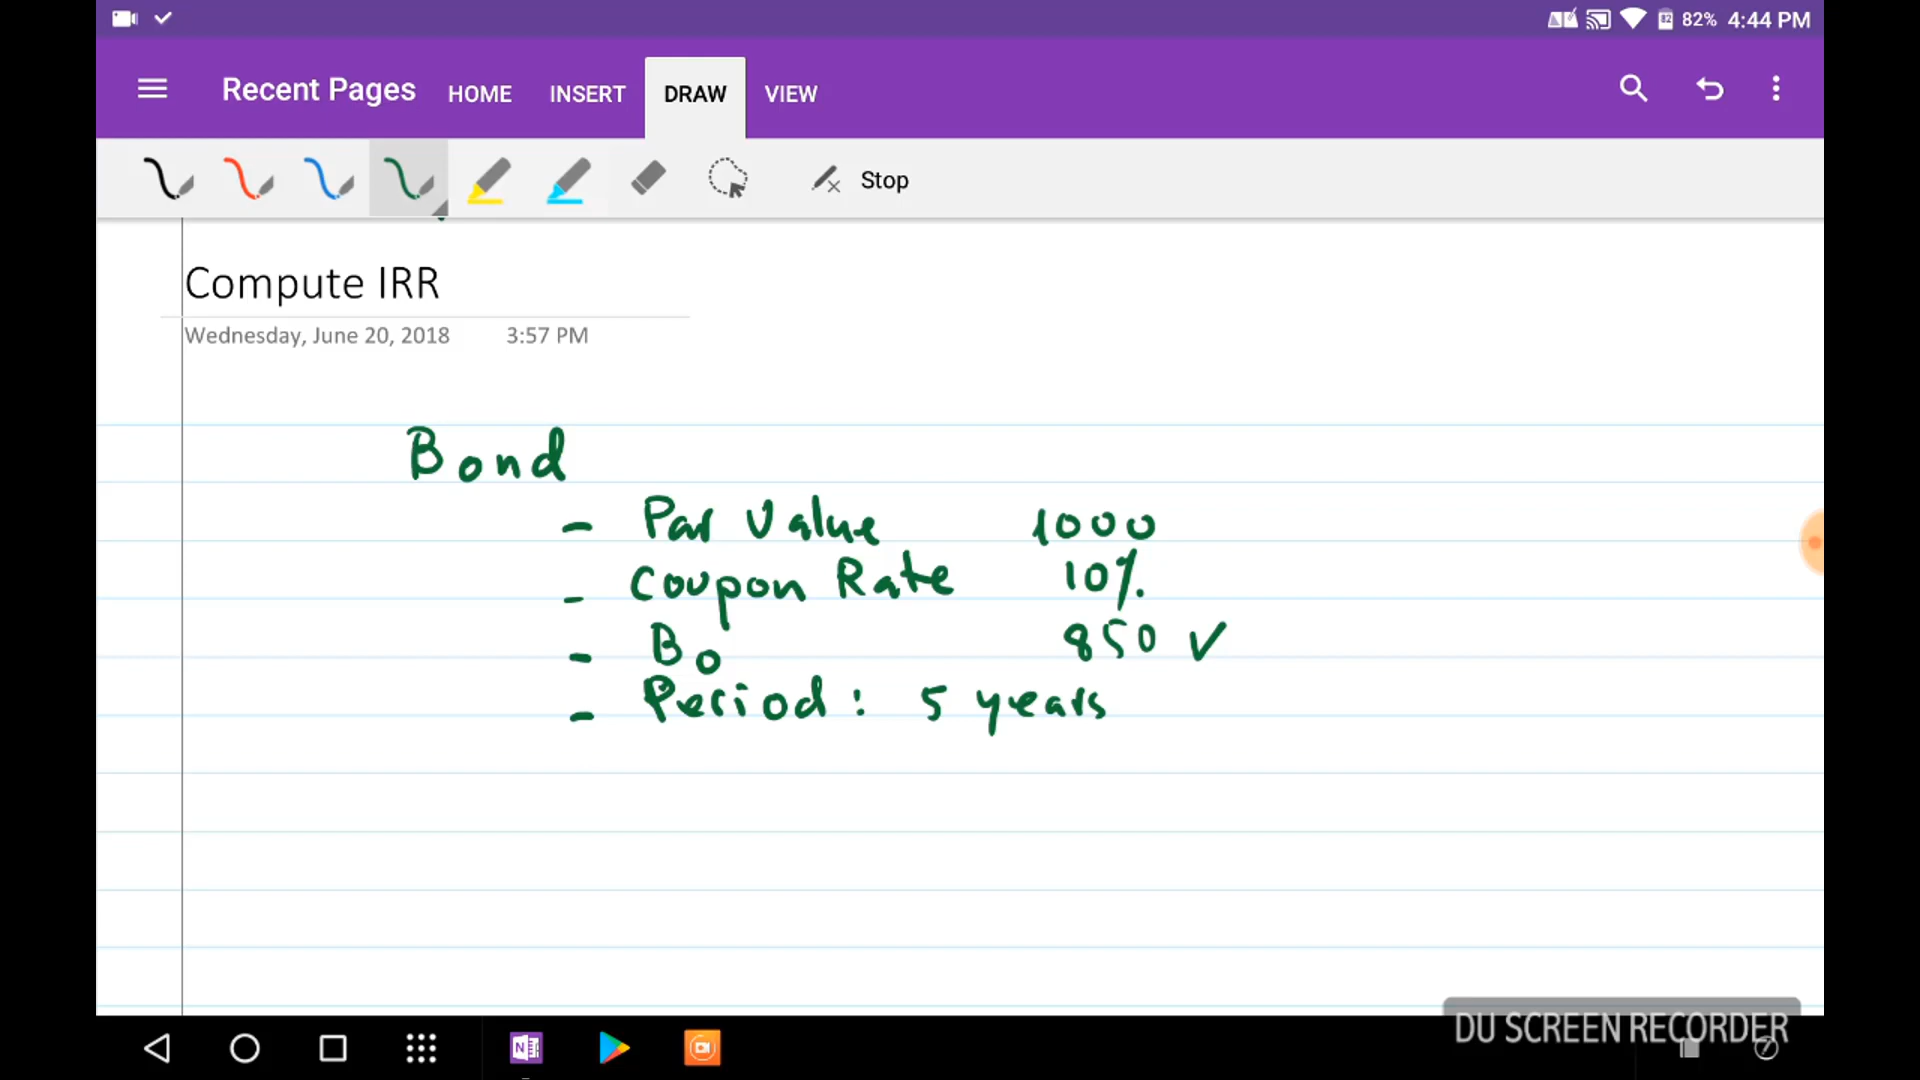 82% 4:44 PM
Recent Pages HOME INSERT DRAW VIEW
Stop
Compute IRR
Wednesday, June 20, 2018 3:57 PM
Bond
- Par Value 1000
- Coupon Rate 10%
- Bo 850 ✓
- Period: 5 years
DU SCREEN RECORDER